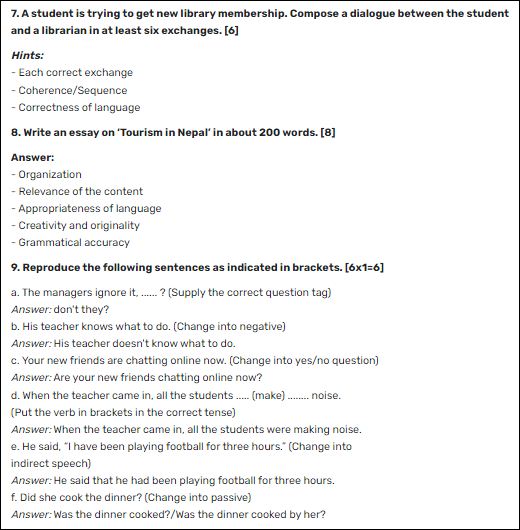 7. A student is trying to get new library membership. Compose a dialogue between the student
and a librarian in at least six exchanges. [6]
Hints:
- Each correct exchange
- Coherence/Sequence
- Correctness of language
8. Write an essay on 'Tourism in Nepal' in about 200 words. [8]
Answer:
- Organization
- Relevance of the content
- Appropriateness of language
- Creativity and originality
- Grammatical accuracy
9. Reproduce the following sentences as indicated in brackets. [6x1=6]
a. The managers ignore it, ...... ? (Supply the correct question tag)
Answer: don't they?
b. His teacher knows what to do. (Change into negative)
Answer: His teacher doesn't know what to do.
c. Your new friends are chatting online now. (Change into yes/no question)
Answer: Are your new friends chatting online now?
d. When the teacher came in, all the students ..... (make) ........ noise.
(Put the verb in brackets in the correct tense)
Answer: When the teacher came in, all the students were making noise.
e. He said, "I have been playing football for three hours." (Change into
indirect speech)
Answer: He said that he had been playing football for three hours.
f. Did she cook the dinner? (Change into passive)
Answer: Was the dinner cooked?/Was the dinner cooked by her?